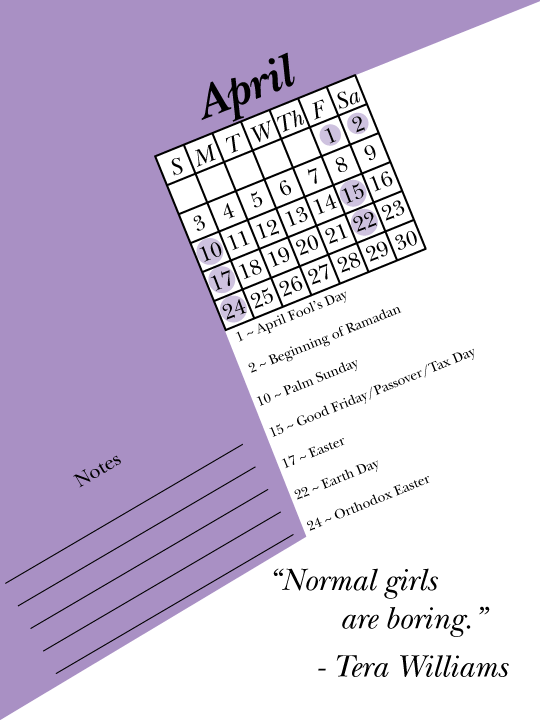 April
S M T W Th F Sa
1 2
3 4 5 6 7 8 9
10 11 12 13 14 15 16
17 18 19 20 21 22 23
24 25 26 27 28 29 30
1 ~ April Fool's Day
2 ~ Beginning of Ramadan
10 ~ Palm Sunday
15 ~ Good Friday/Passover/Tax Day
17 ~ Easter
22 ~ Earth Day
24 ~ Orthodox Easter
Notes
“Normal girls
are boring.”
- Tera Williams